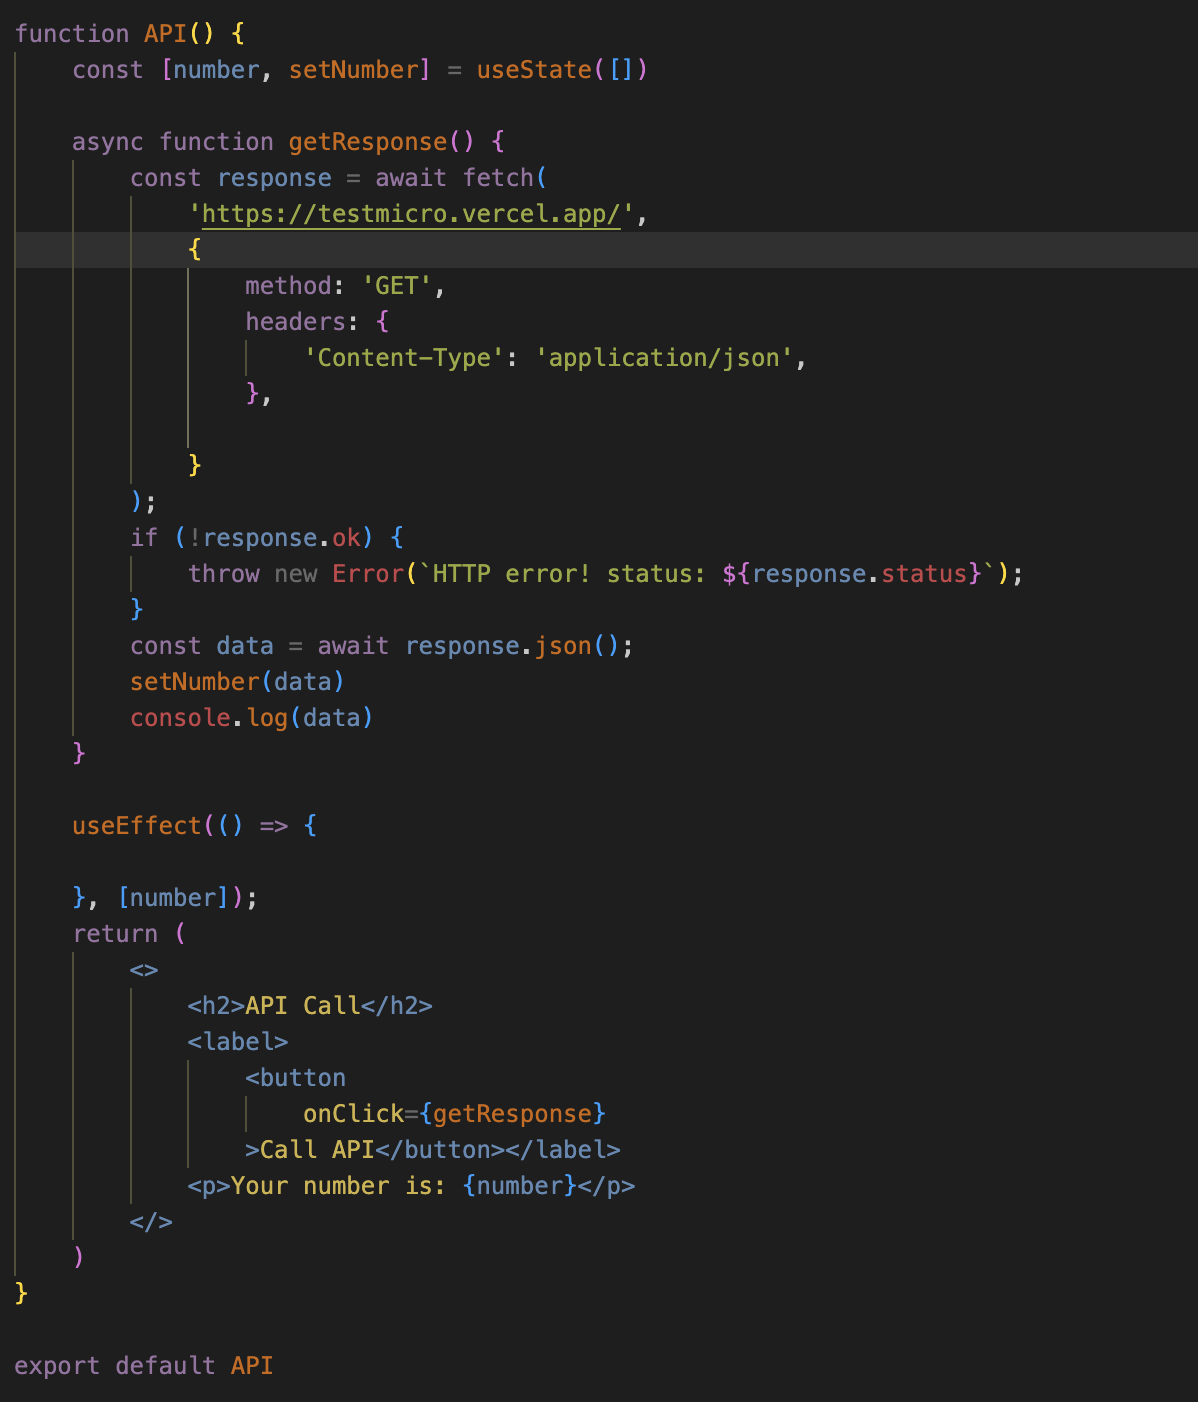 function API() {
    const [number, setNumber] = useState([])

    async function getResponse() {
        const response = await fetch(
            'https://testmicro.vercel.app/',
            {
                method: 'GET',
                headers: {
                    'Content-Type': 'application/json',
                },

            }
        );
        if (!response.ok) {
            throw new Error(`HTTP error! status: ${response.status}`);
        }
        const data = await response.json();
        setNumber(data)
        console.log(data)
    }

    useEffect(() => {

    }, [number]);
    return (
        <>
            <h2>API Call</h2>
            <label>
                <button
                    onClick={getResponse}
                >Call API</button></label>
            <p>Your number is: {number}</p>
        </>
    )
}

export default API